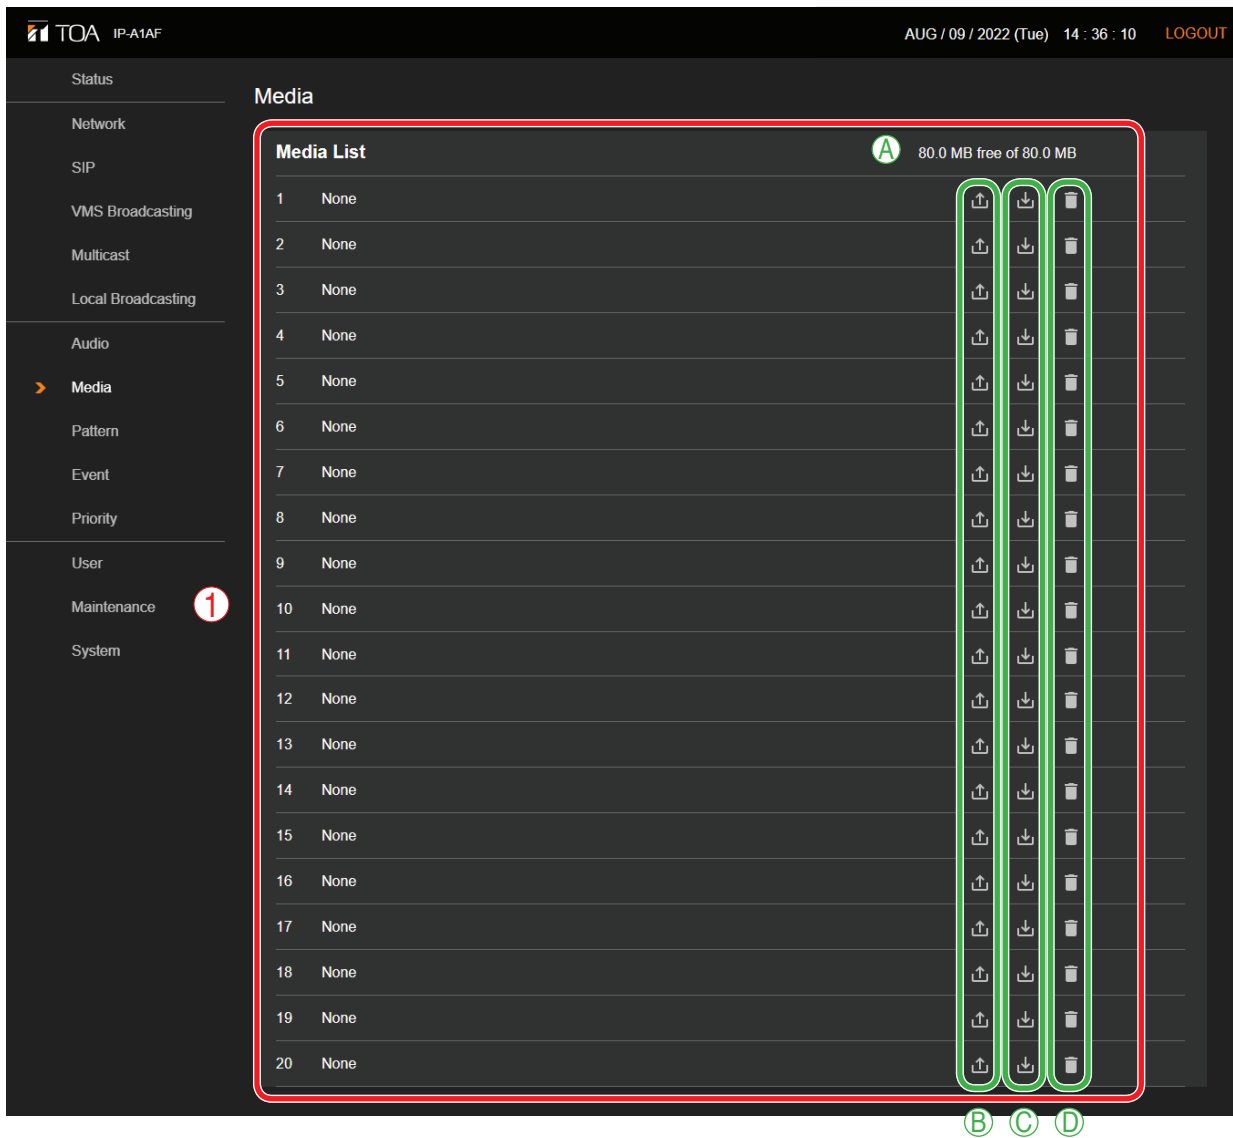 TOA IP-A1AF AUG / 09 / 2022 (Tue) 14 : 36 : 10 LOGOUT
Status
Network
SIP
VMS Broadcasting
Multicast
Local Broadcasting
Audio
Media
Pattern
Event
Priority
User
Maintenance
System
1
Media
Media List A 80.0 MB free of 80.0 MB
1 None
2 None
3 None
4 None
5 None
6 None
7 None
8 None
9 None
10 None
11 None
12 None
13 None
14 None
15 None
16 None
17 None
18 None
19 None
20 None
B C D